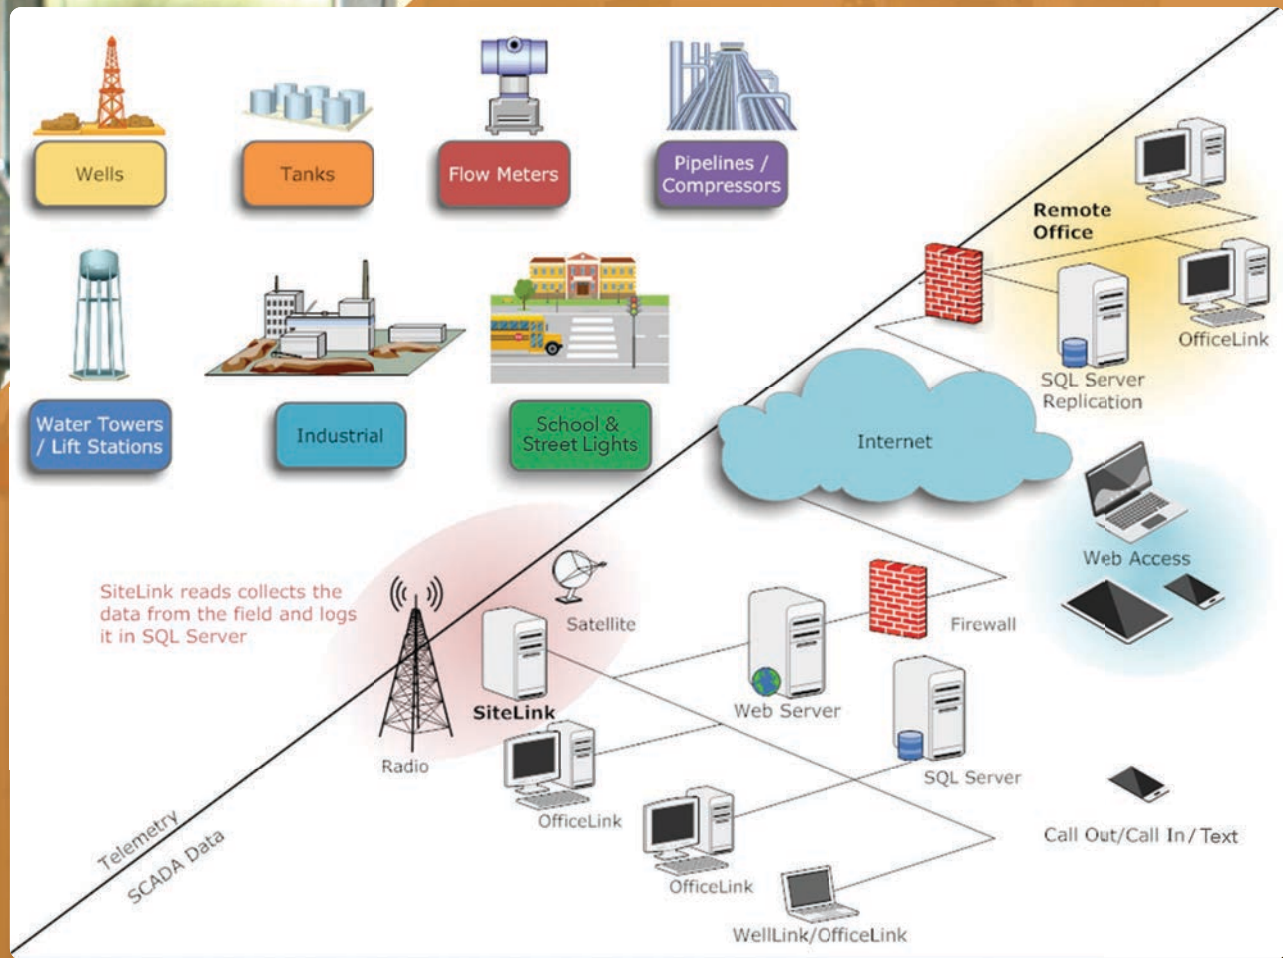 Wells
Tanks
Flow Meters
Pipelines /
Compressors
Water Towers
/ Lift Stations
Industrial
School &
Street Lights
Remote
Office
OfficeLink
SQL Server
Replication
Internet
Web Access
SiteLink reads collects the
data from the field and logs
it in SQL Server
Satellite
Firewall
SiteLink
Web Server
Radio
SQL Server
OfficeLink
OfficeLink
Call Out/Call In/Text
WellLink/OfficeLink
Telemetry
SCADA Data